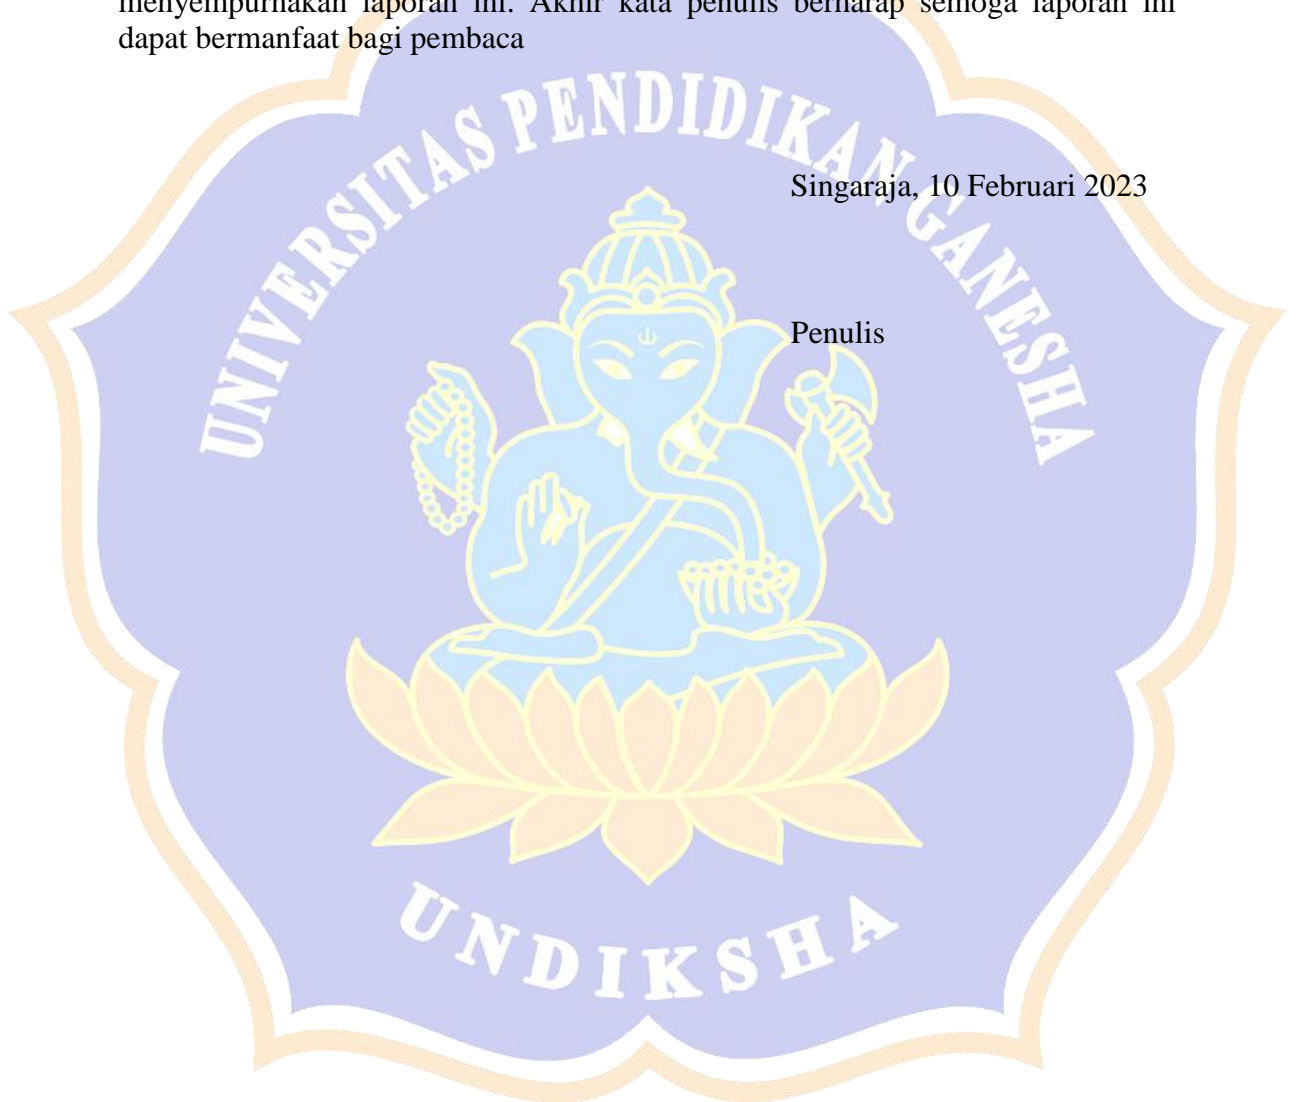 menyempurnakan laporan ini. Akhir kata penulis berharap semoga laporan ini
dapat bermanfaat bagi pembaca
UNIVERSITAS PENDIDIKAN GANESHA
Singaraja, 10 Februari 2023
Penulis
UNDIKSHA